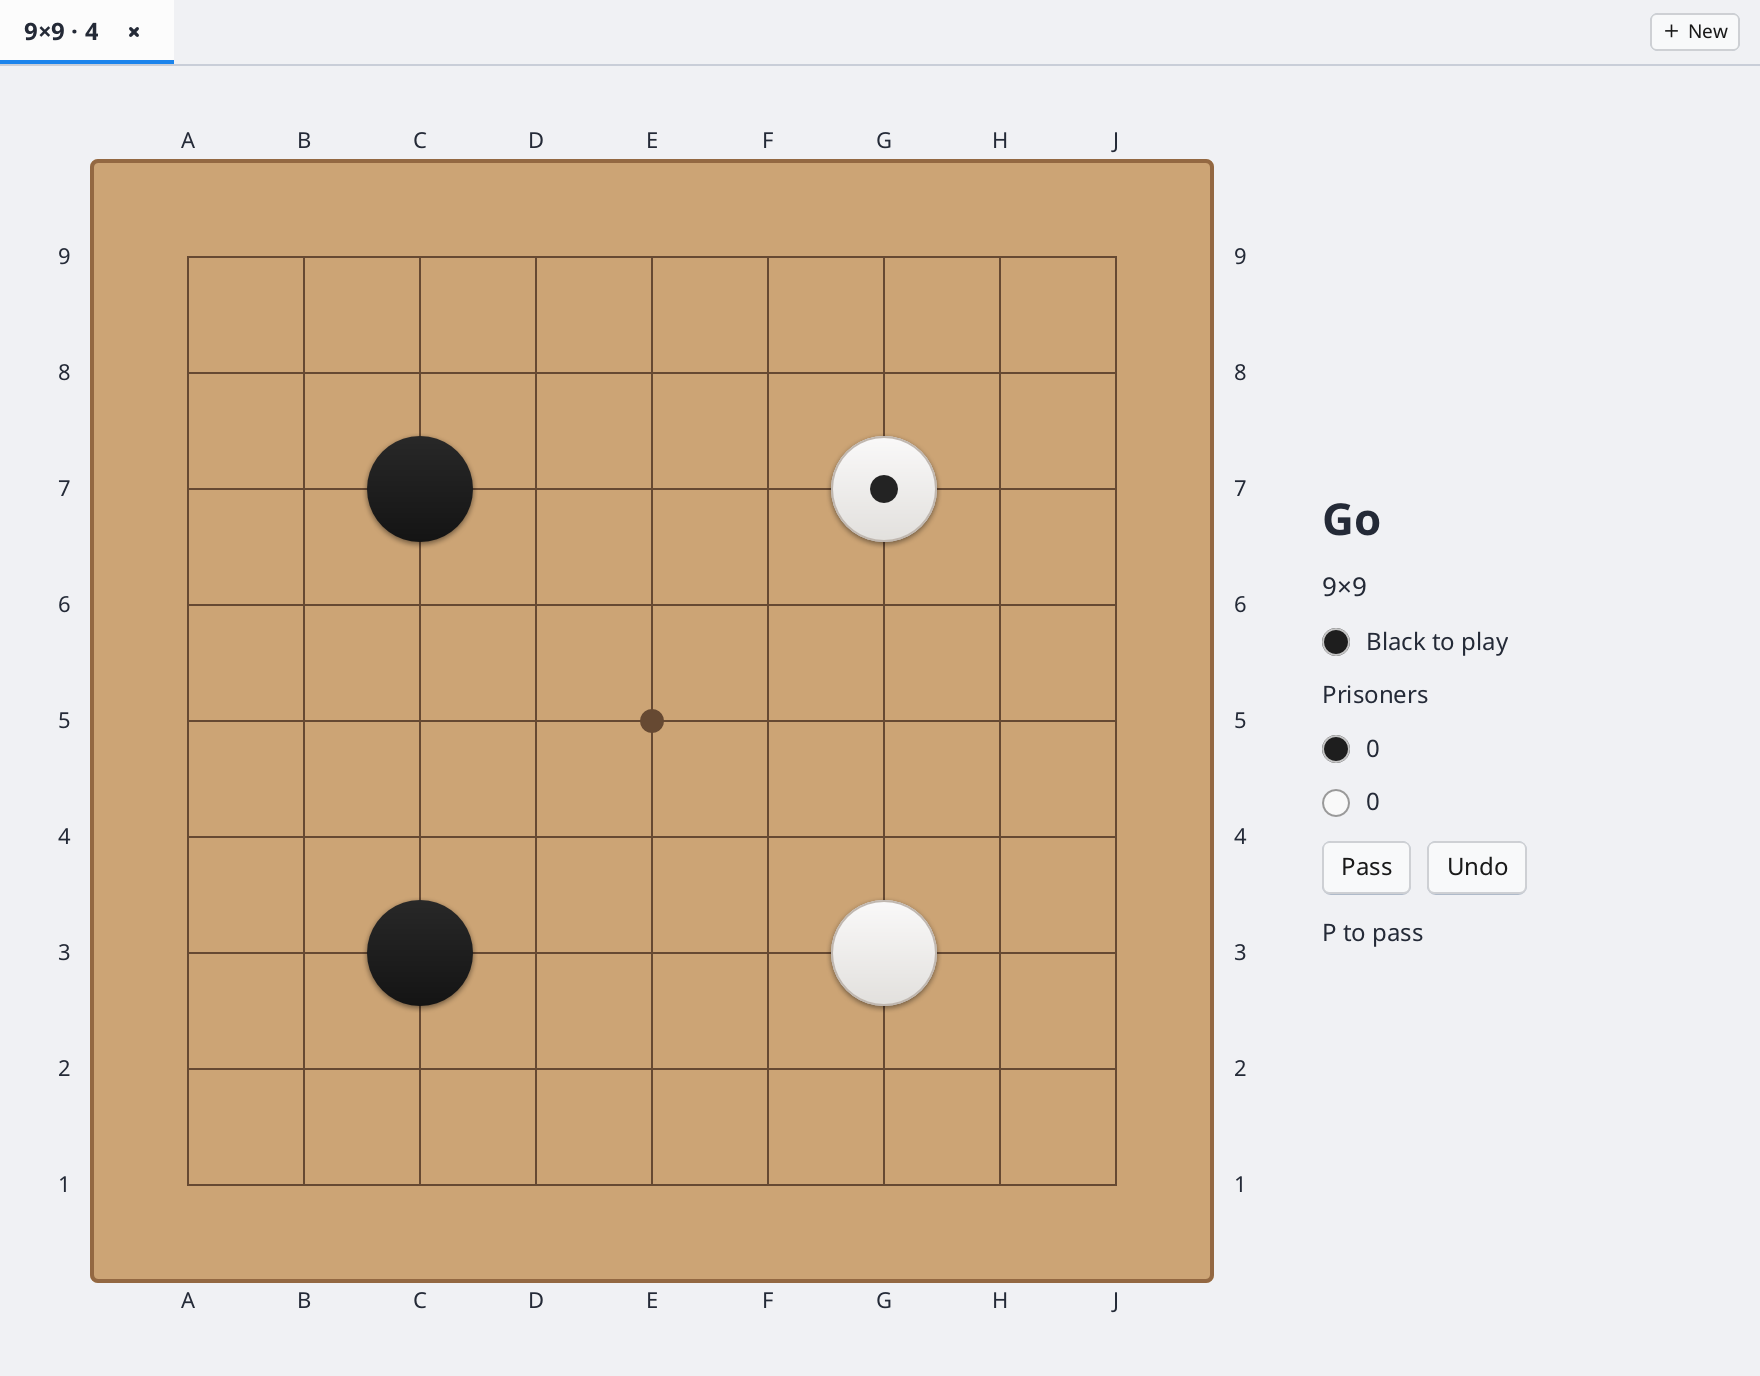 9×9 · 4 ×
+ New
A B C D E F G H J
9 9
8 8
7 7
6 6
5 5
4 4
3 3
2 2
1 1
A B C D E F G H J
Go
9×9
Black to play
Prisoners
0
0
Pass Undo
P to pass